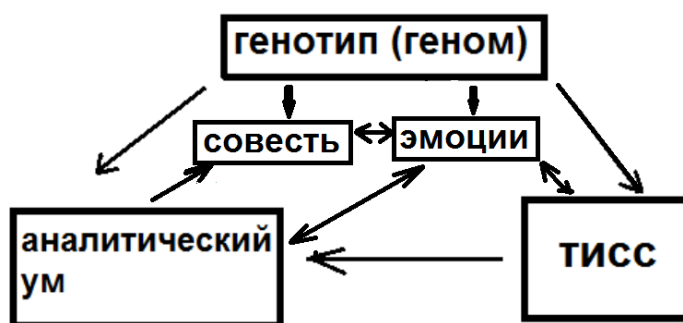 генотип (геном)
совесть
эмоции
аналитический
ум
тисс